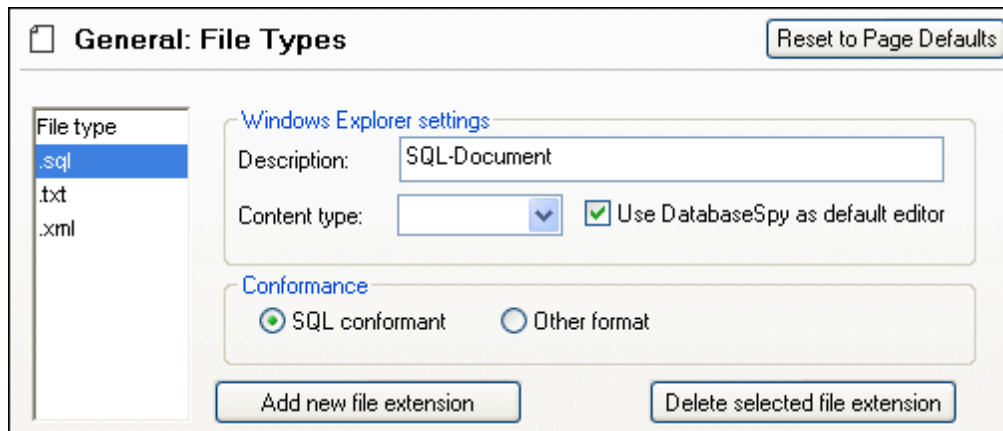 General: File Types
Reset to Page Defaults
File type
.sql
.txt
.xml
Windows Explorer settings
Description:
SQL-Document
Content type:
Use DatabaseSpy as default editor
Conformance
SQL conformant
Other format
Add new file extension
Delete selected file extension